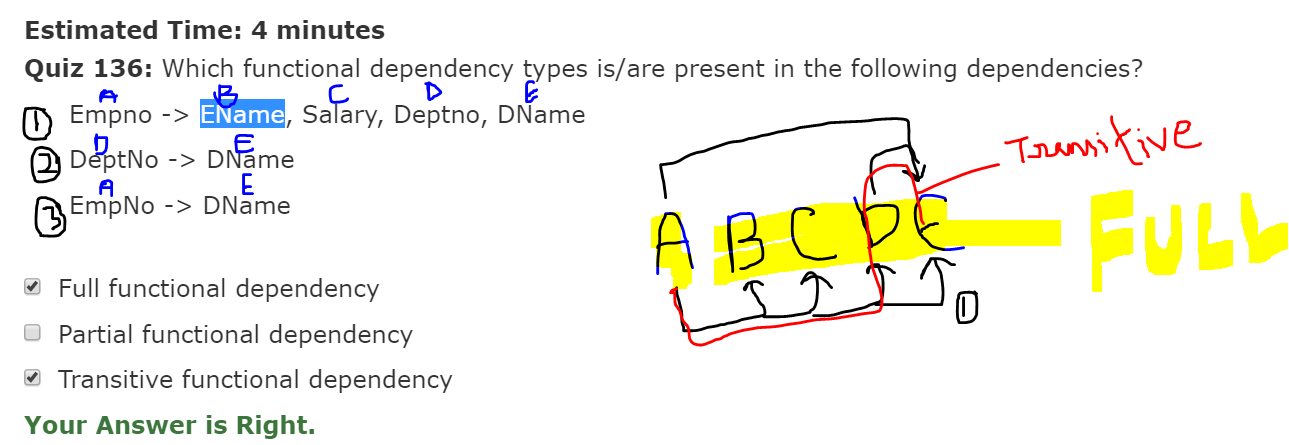 Estimated Time: 4 minutes
Quiz 136: Which functional dependency types is/are present in the following dependencies?
A B C D E
1 Empno -> EName, Salary, Deptno, DName
D E
2 DeptNo -> DName
A E
3 EmpNo -> DName
Transitive
A B C D E
FULL
1
Full functional dependency
Partial functional dependency
Transitive functional dependency
Your Answer is Right.